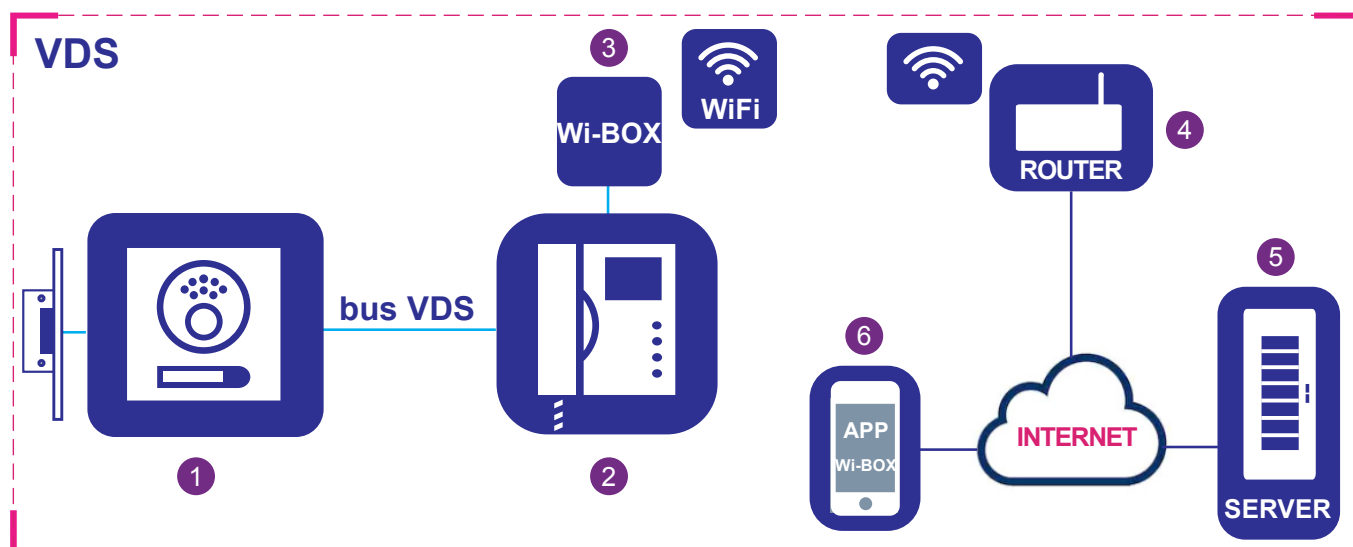 VDS
3
Wi-BOX
WiFi
ROUTER
4
bus VDS
1
2
5
SERVER
6
APP
Wi-BOX
INTERNET